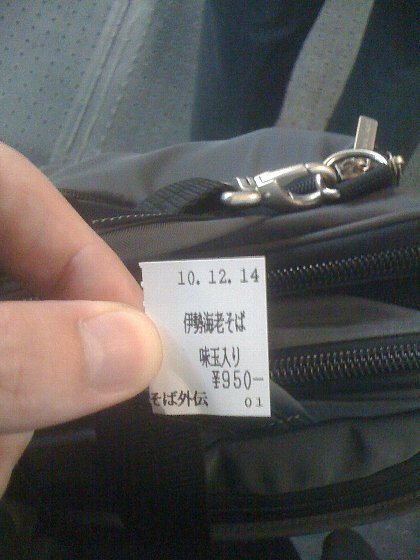 10.12.14
伊勢海老そば
味玉入り
¥950-
そば外伝 01